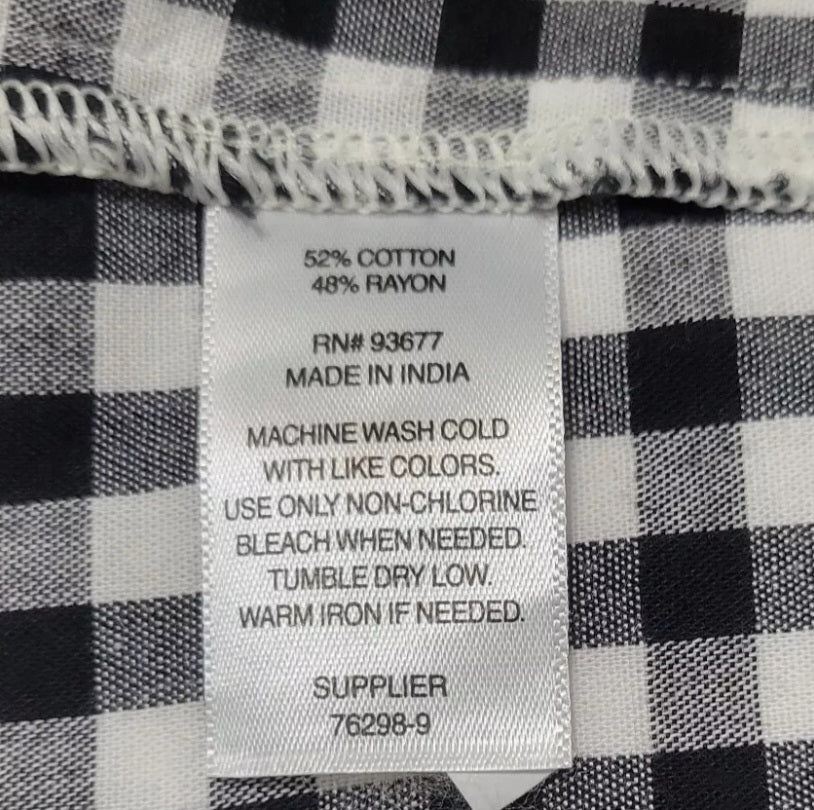 52% COTTON
48% RAYON
RN# 93677
MADE IN INDIA
MACHINE WASH COLD
WITH LIKE COLORS.
USE ONLY NON-CHLORINE
BLEACH WHEN NEEDED.
TUMBLE DRY LOW.
WARM IRON IF NEEDED.
SUPPLIER
76298-9